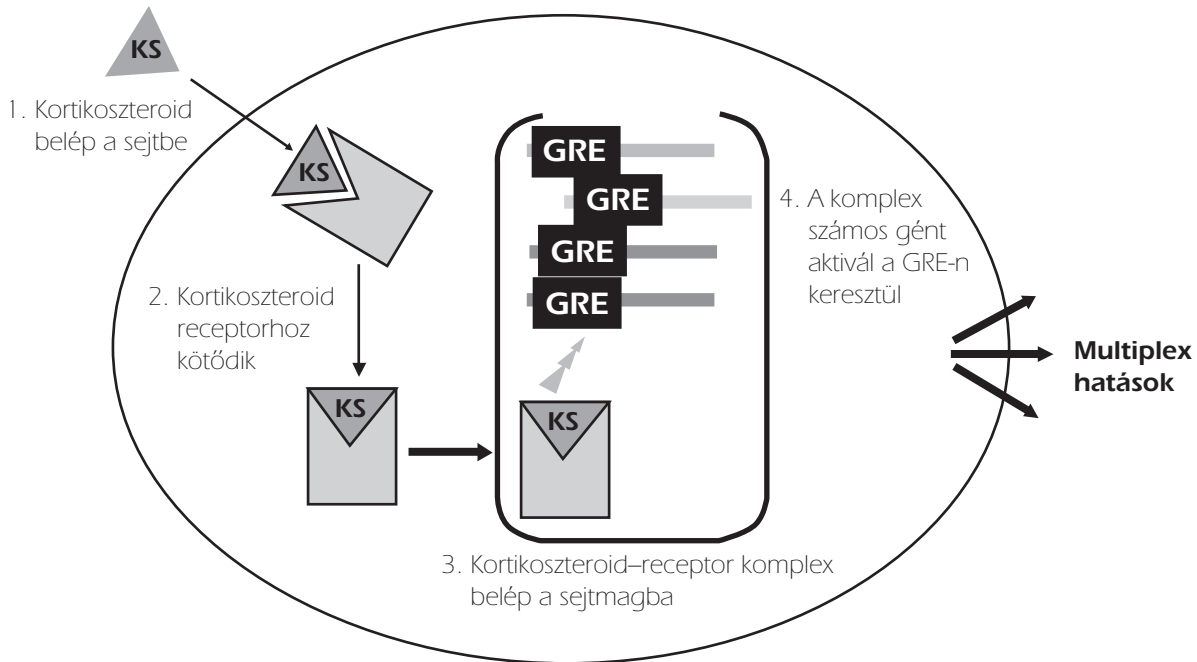 KS
1. Kortikoszteroid
belép a sejtbe
KS
2. Kortikoszteroid
receptorhoz
kötődik
KS
GRE
GRE
GRE
GRE
KS
3. Kortikoszteroid–receptor komplex
belép a sejtmagba
4. A komplex
számos gént
aktivál a GRE-n
keresztül
Multiplex
hatások